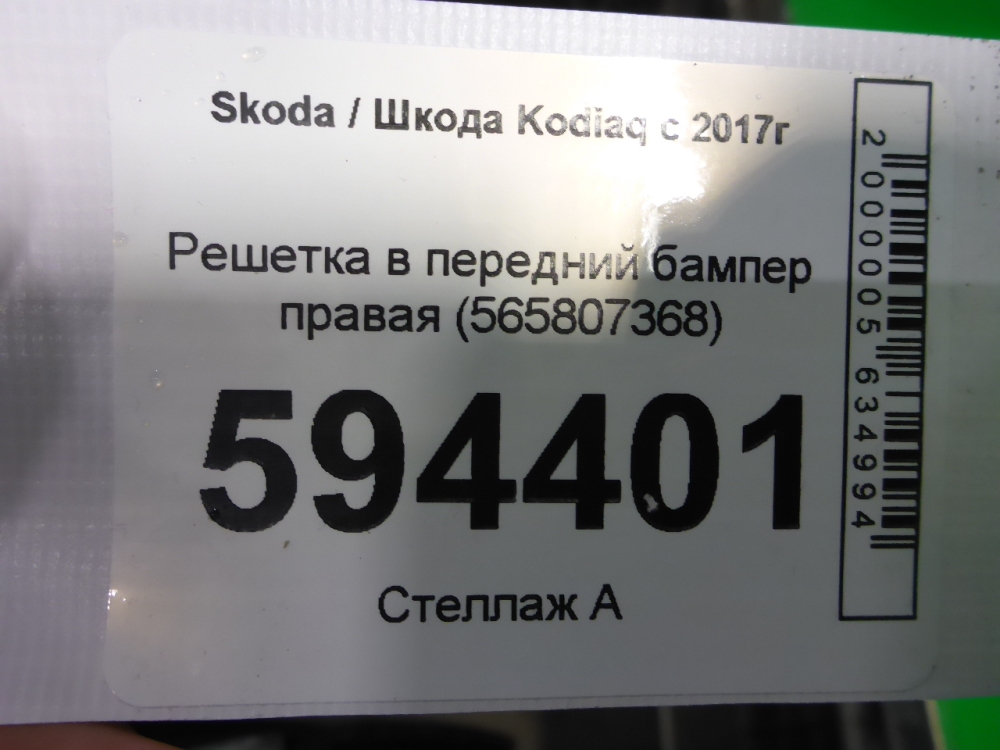 Skoda / Шкода Kodiaq с 2017г
Решетка в передний бампер
правая (565807368)
594401
Стеллаж А
2000005634994